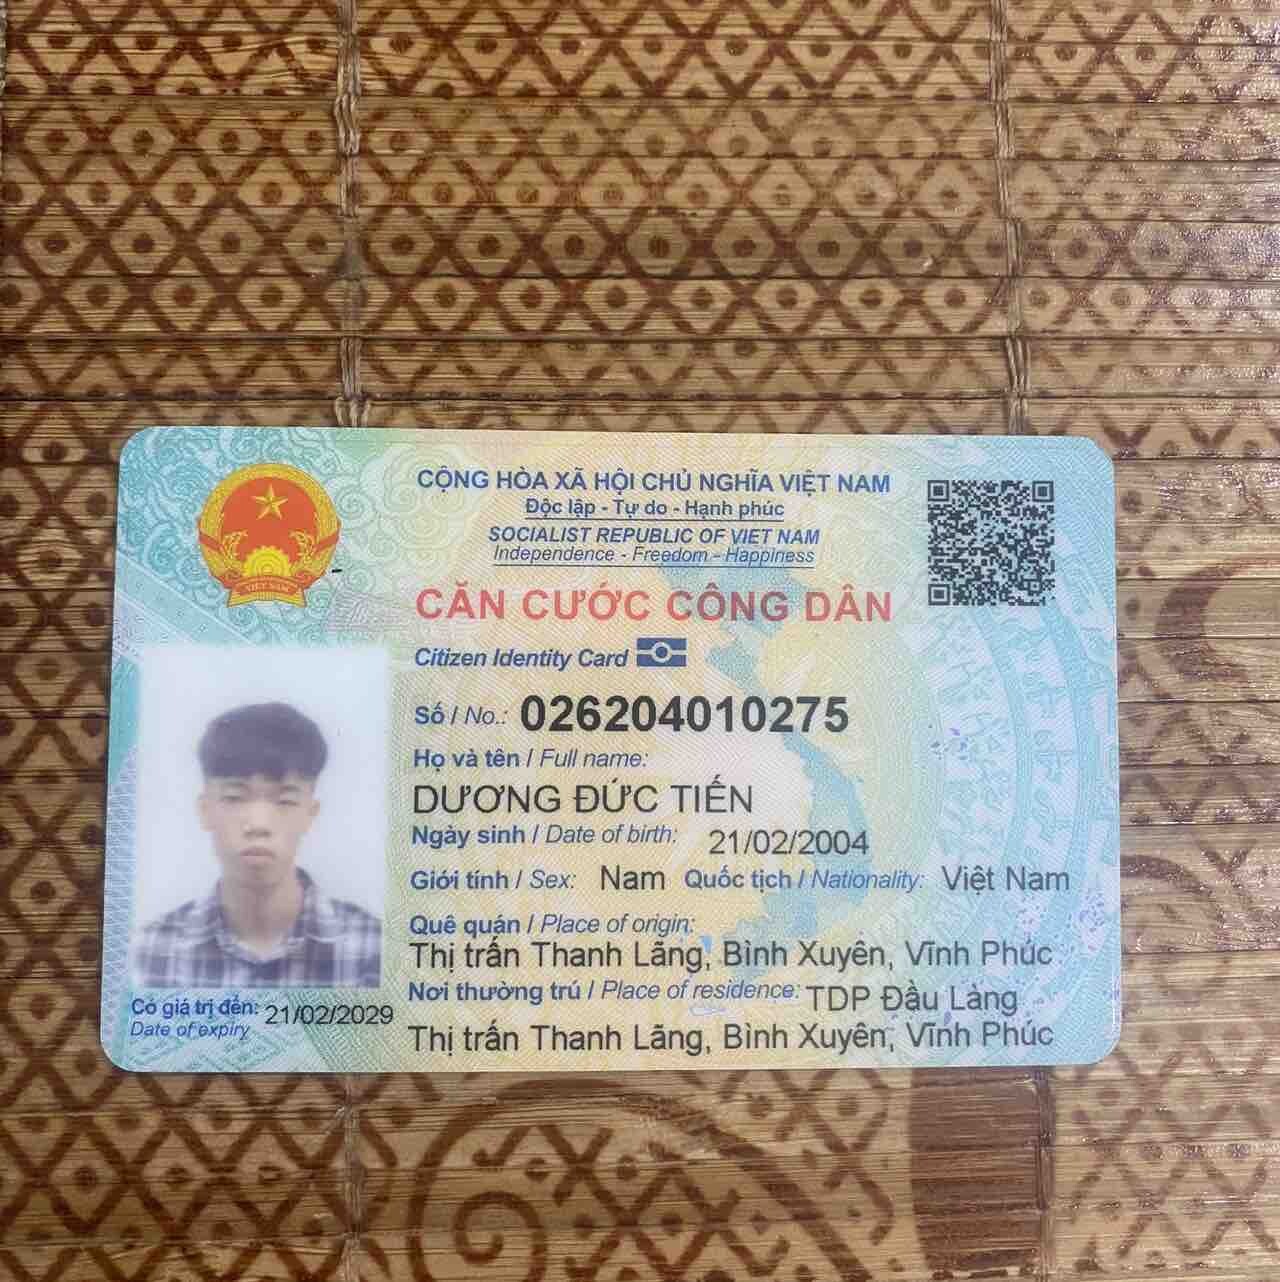 CỘNG HÒA XÃ HỘI CHỦ NGHĨA VIỆT NAM
Độc lập - Tự do - Hạnh phúc
SOCIALIST REPUBLIC OF VIET NAM
Independence - Freedom - Happiness
VIỆT NAM
CĂN CƯỚC CÔNG DÂN
Citizen Identity Card
Số / No.: 026204010275
Họ và tên / Full name:
DƯƠNG ĐỨC TIẾN
Ngày sinh / Date of birth: 21/02/2004
Giới tính / Sex: Nam Quốc tịch / Nationality: Việt Nam
Quê quán / Place of origin:
Thị trấn Thanh Lãng, Bình Xuyên, Vĩnh Phúc
Nơi thường trú / Place of residence: TDP Đầu Làng
Thị trấn Thanh Lãng, Bình Xuyên, Vĩnh Phúc
Có giá trị đến: 21/02/2029
Date of expiry